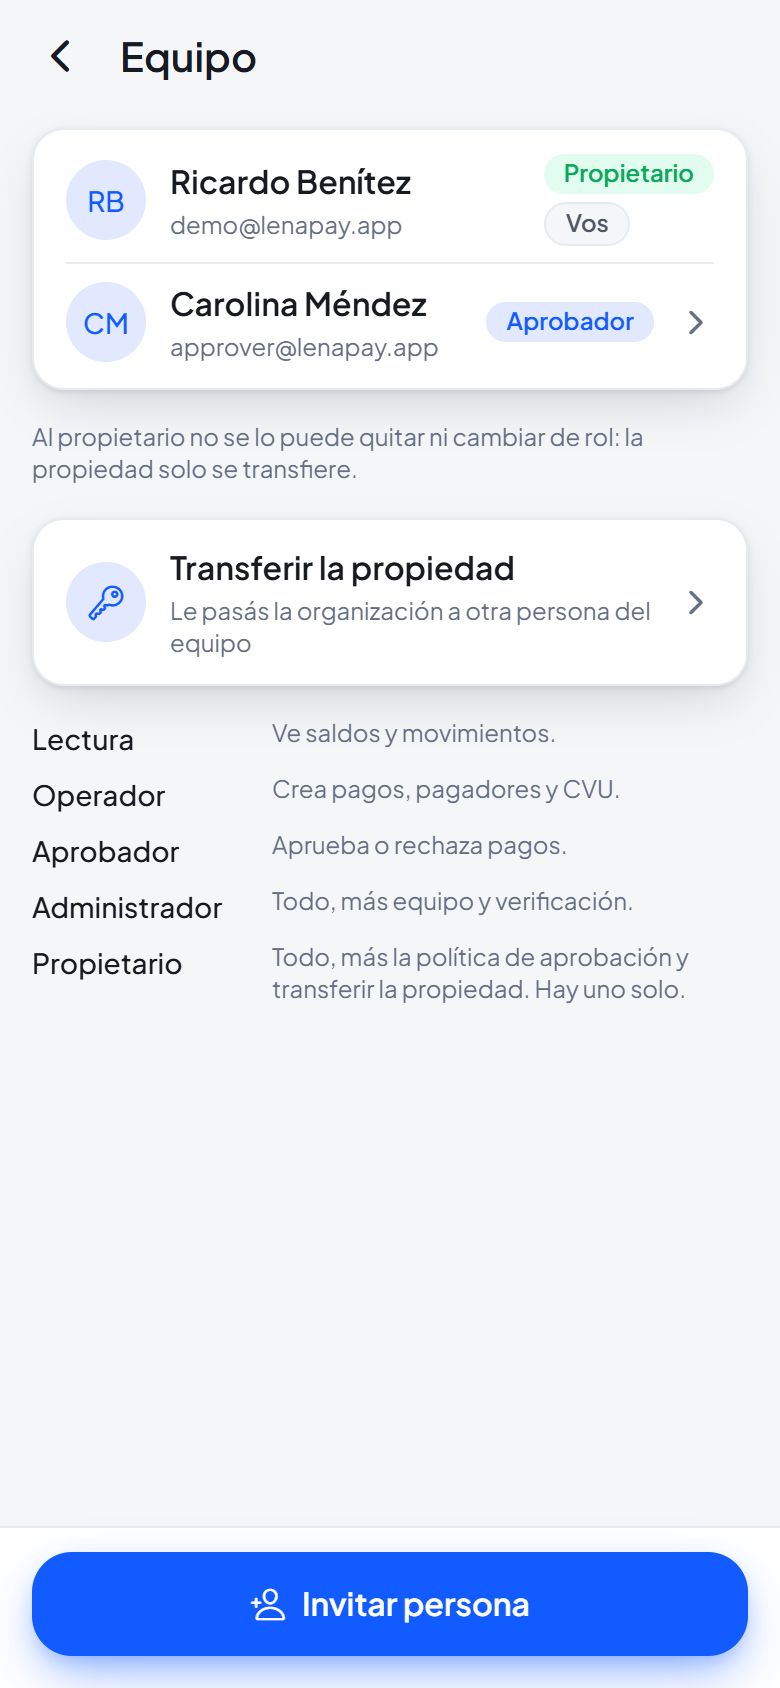 Equipo
RB
Ricardo Benítez
demo@lenapay.app
Propietario
Vos
CM
Carolina Méndez
approver@lenapay.app
Aprobador
Al propietario no se lo puede quitar ni cambiar de rol: la
propiedad solo se transfiere.
Transferir la propiedad
Le pasás la organización a otra persona del
equipo
Lectura
Ve saldos y movimientos.
Operador
Crea pagos, pagadores y CVU.
Aprobador
Aprueba o rechaza pagos.
Administrador
Todo, más equipo y verificación.
Propietario
Todo, más la política de aprobación y
transferir la propiedad. Hay uno solo.
Invitar persona